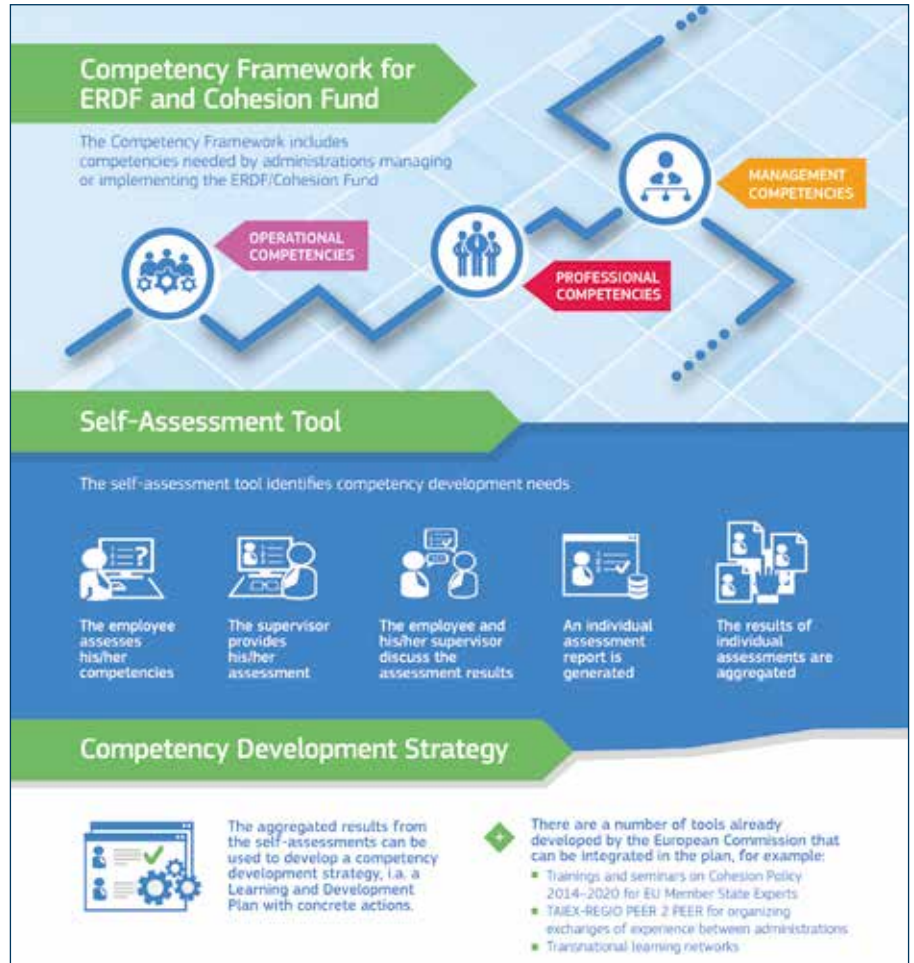 Competency Framework for
ERDF and Cohesion Fund
The Competency Framework includes
competencies needed by administrations managing
or implementing the ERDF/Cohesion Fund
MANAGEMENT
COMPETENCIES
OPERATIONAL
COMPETENCIES
PROFESSIONAL
COMPETENCIES
Self-Assessment Tool
The self-assessment tool identifies competency development needs
?
The employee
assesses
his/her
competencies
The supervisor
provides
his/her
assessment
The employee and
his/her supervisor
discuss the
assessment results
An individual
assessment
report is
generated
The results of
individual
assessments are
aggregated
Competency Development Strategy
The aggregated results from
the self-assessments can be
used to develop a competency
development strategy, i.a. a
Learning and Development
Plan with concrete actions.
There are a number of tools already
developed by the European Commission that
can be integrated in the plan, for example:
Trainings and seminars on Cohesion Policy
2014–2020 for EU Member State Experts
TAIEX-REGIO PEER 2 PEER for organizing
exchanges of experience between administrations
Transnational learning networks